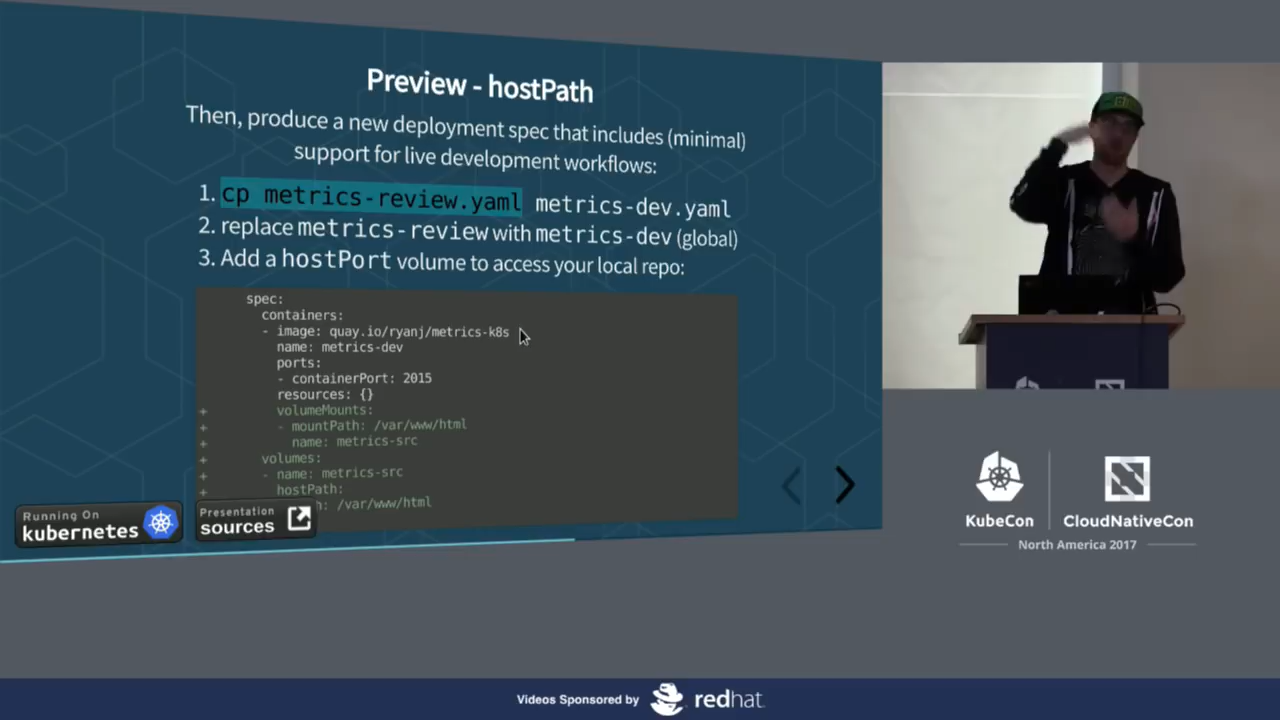 Preview - hostPath
Then, produce a new deployment spec that includes (minimal)
support for live development workflows:
1. cp metrics-review.yaml metrics-dev.yaml
2. replace metrics-review with metrics-dev (global)
3. Add a hostPort volume to access your local repo:
spec:
containers:
- image: quay.io/ryanj/metrics-k8s
name: metrics-dev
ports:
- containerPort: 2015
resources: {}
+ volumeMounts:
+ - mountPath: /var/www/html
+ name: metrics-src
+ volumes:
+ - name: metrics-src
+ hostPath:
h: /var/www/html
Running On
kubernetes
Presentation
sources
KubeCon
CloudNativeCon
North America 2017
Videos Sponsored by
redhat.